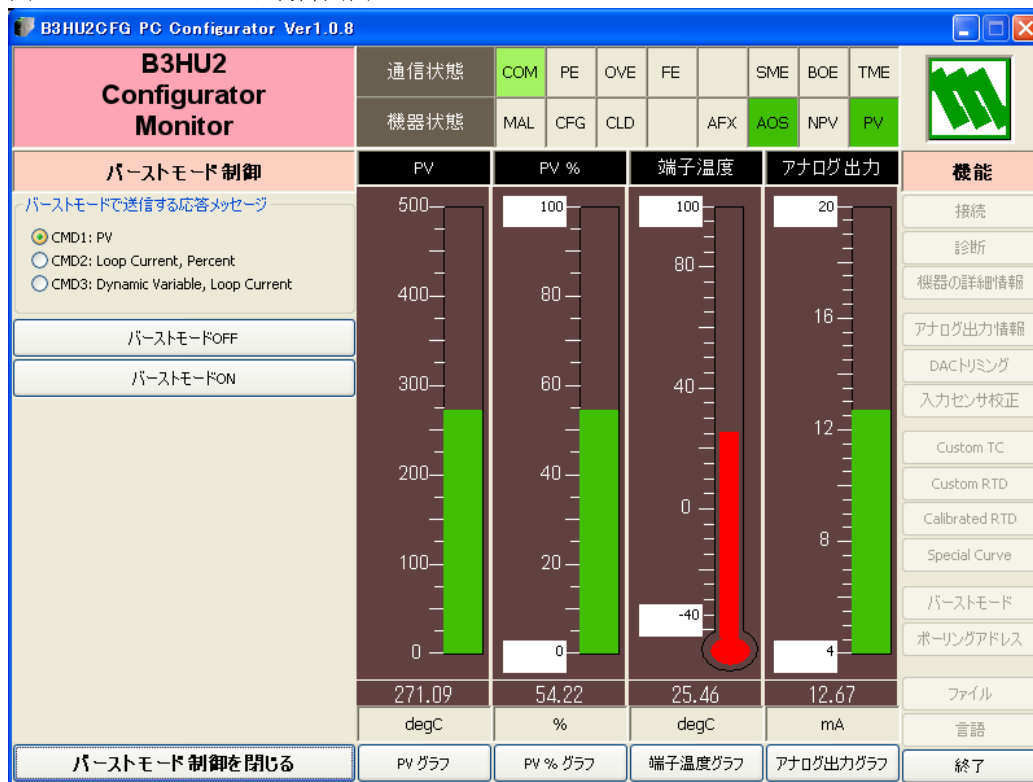 B3HU2CFG PC Configurator Ver1.0.8
B3HU2
Configurator
Monitor
通信状態
COM PE OVE FE SME BOE TME
機器状態
MAL CFG CLD AFX AOS NPV PV
バーストモード制御
PV
PV %
端子温度
アナログ出力
機能
バーストモードで送信する応答メッセージ
CMD1: PV
CMD2: Loop Current, Percent
CMD3: Dynamic Variable, Loop Current
バーストモードOFF
バーストモードON
500
400
300
200
100
0
100
80
60
40
20
0
100
80
40
0
-40
20
16
12
8
4
271.09
54.22
25.46
12.67
degC
%
degC
mA
バーストモード制御を閉じる
PV グラフ
PV % グラフ
端子温度グラフ
アナログ出力グラフ
接続
診断
機器の詳細情報
アナログ出力情報
DACトリミング
入力センサ校正
Custom TC
Custom RTD
Calibrated RTD
Special Curve
バーストモード
ポーリングアドレス
ファイル
言語
終了